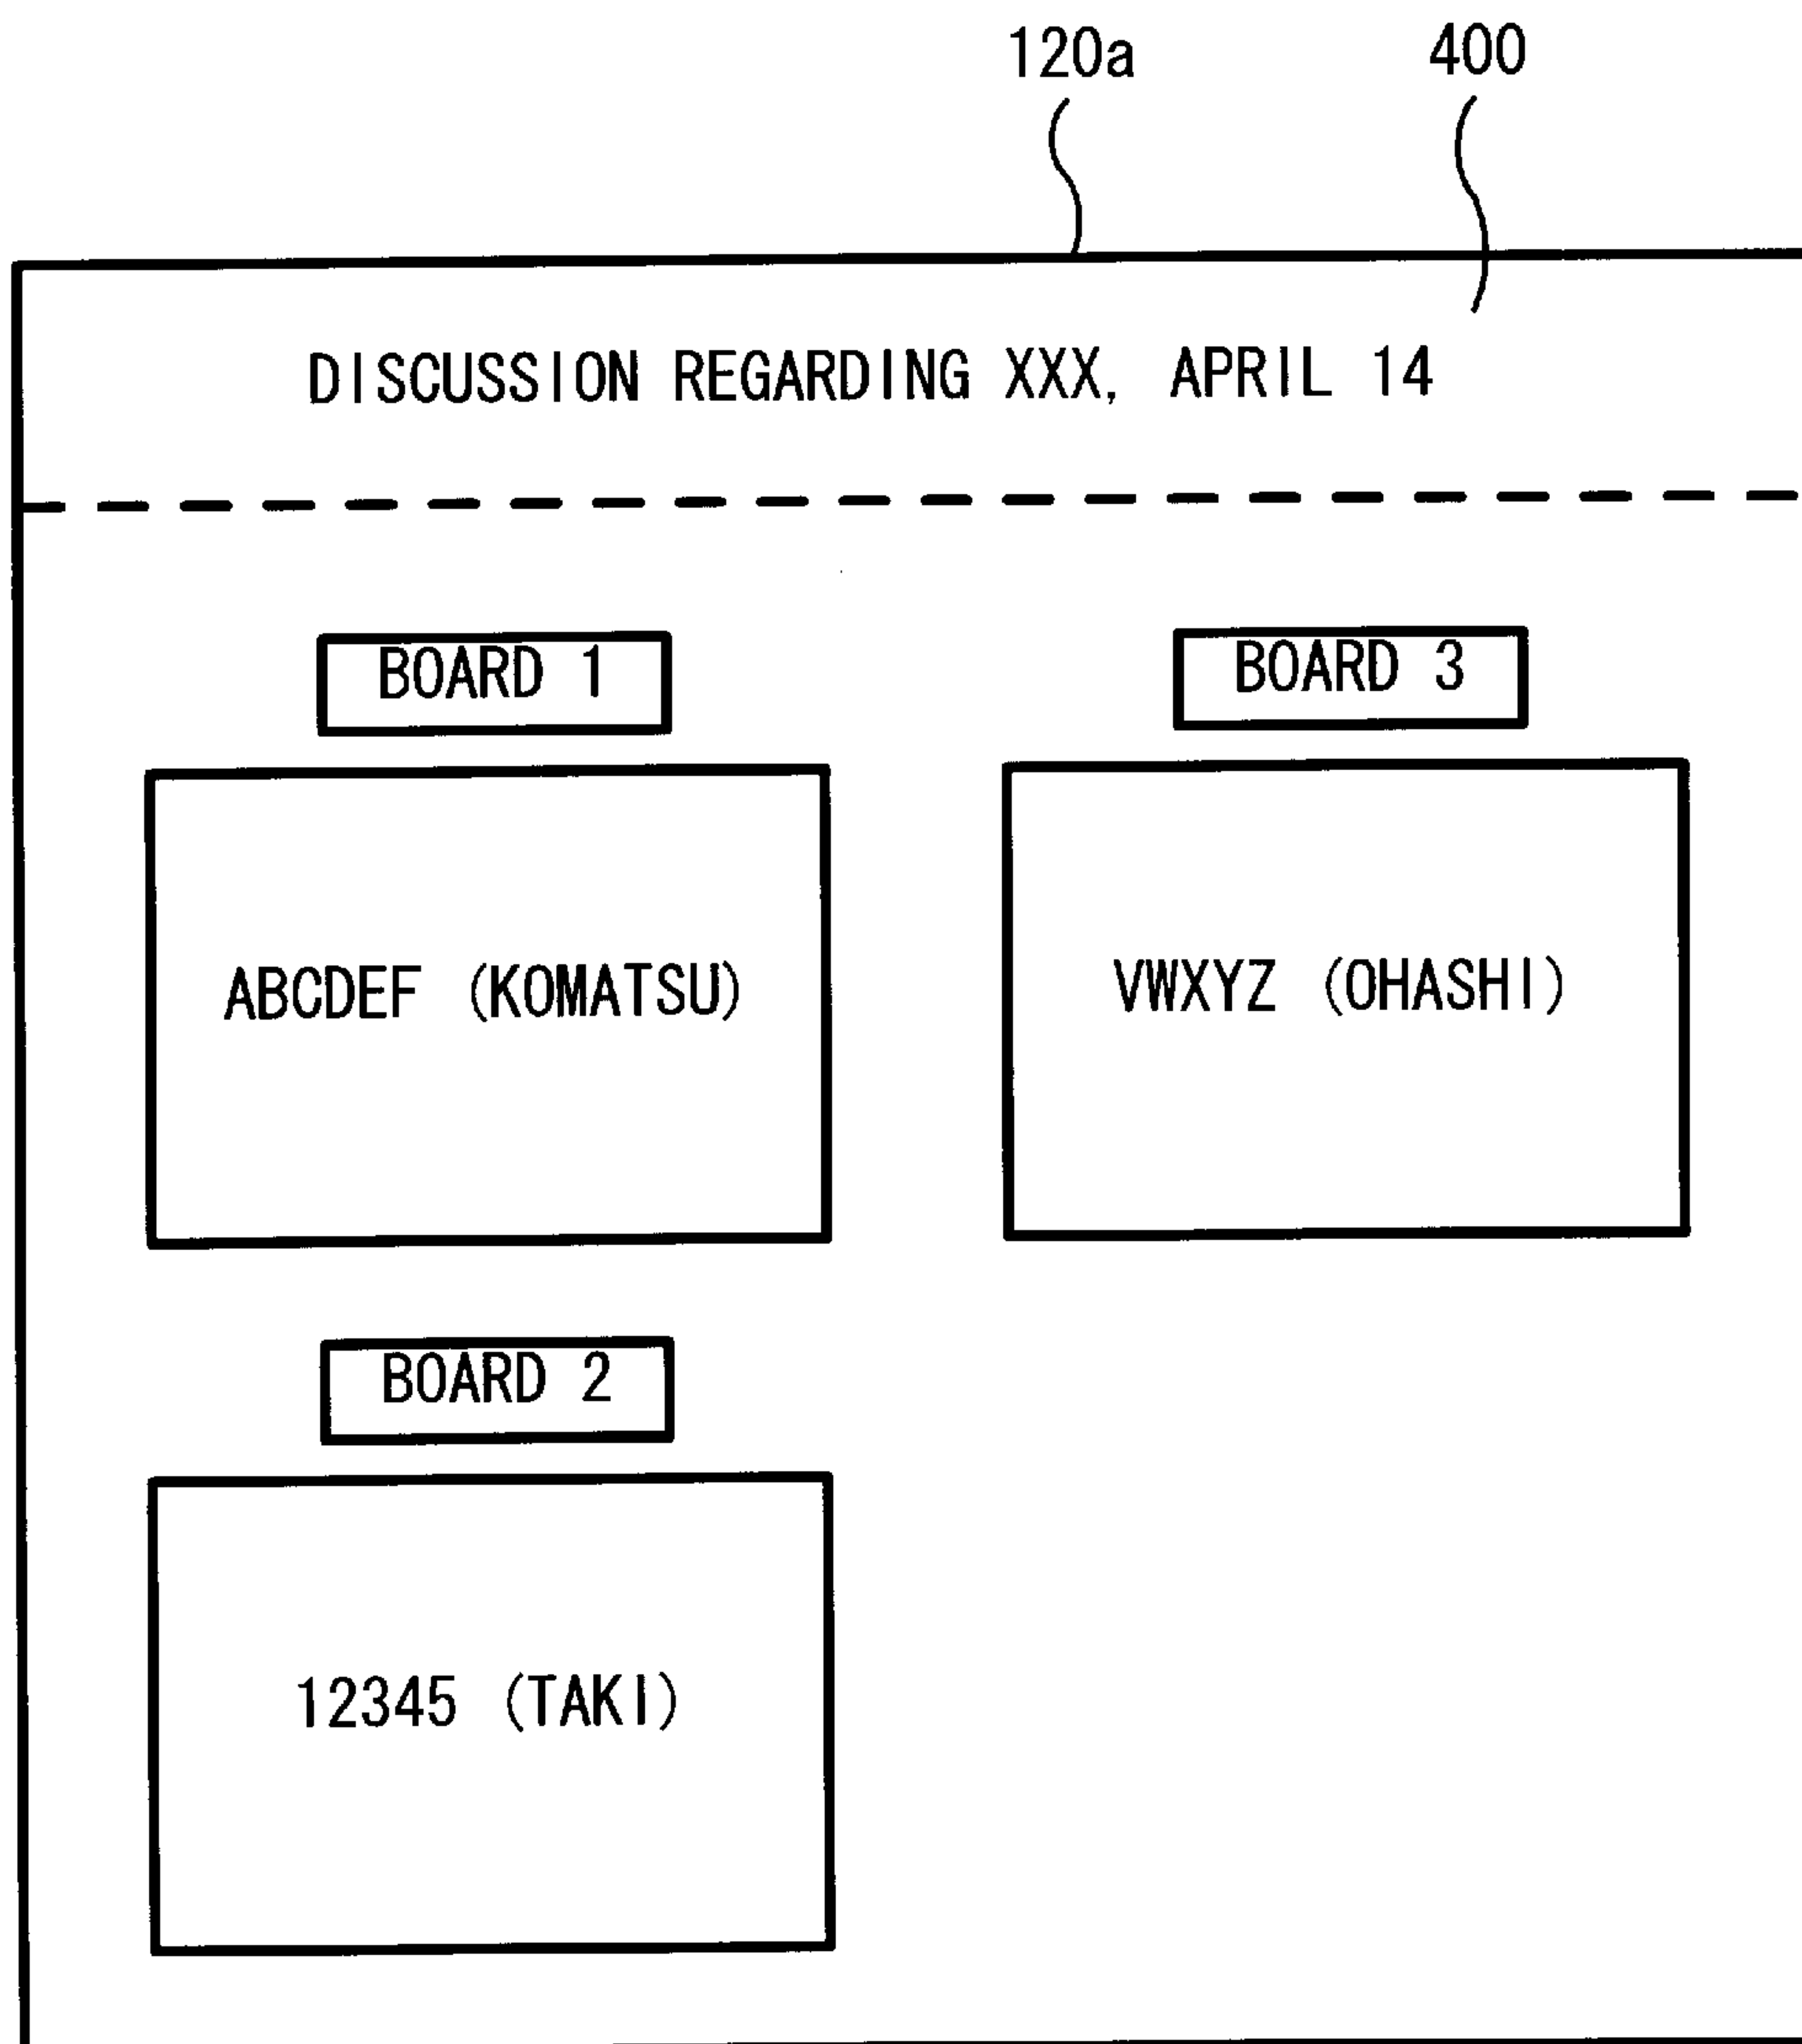 120a 400
DISCUSSION REGARDING XXX, APRIL 14
BOARD 1
ABCDEF (KOMATSU)
BOARD 2
12345 (TAKI)
BOARD 3
VWXYZ (OHASHI)